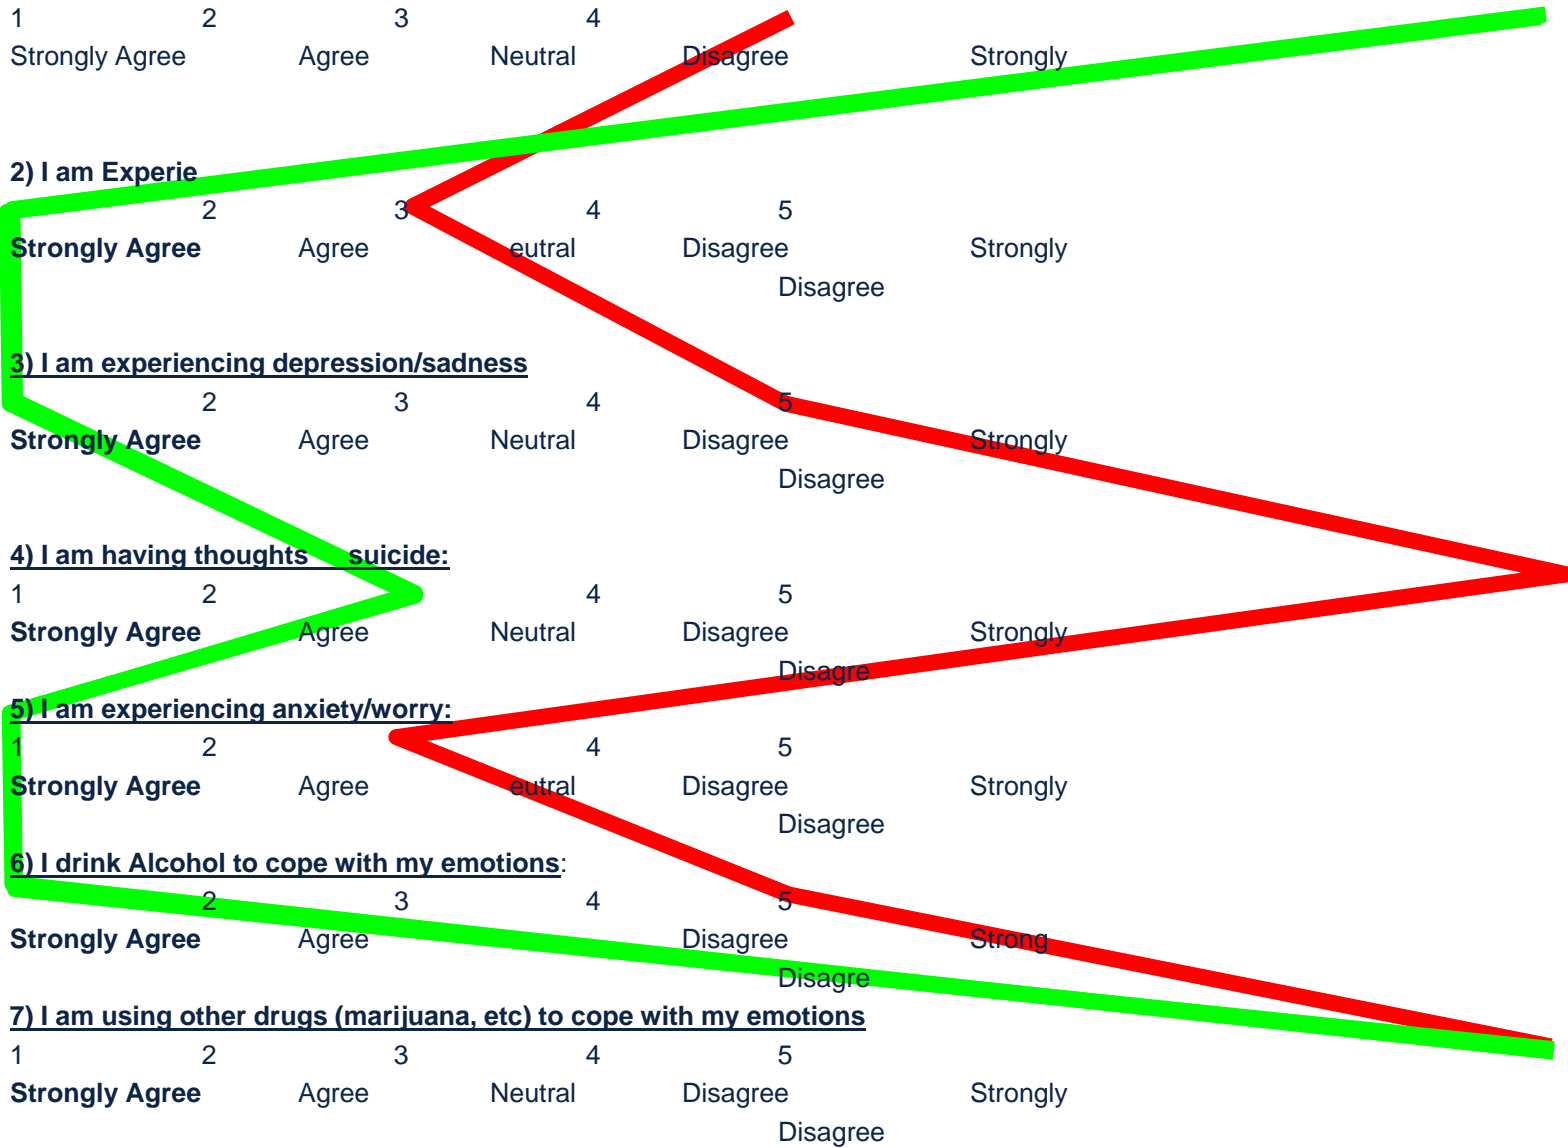 1 2 3 4
Strongly Agree Agree Neutral Disagree Strongly
2) I am Experie
2 3 4 5
Strongly Agree Agree eutral Disagree Strongly
Disagree
3) I am experiencing depression/sadness
2 3 4 5
Strongly Agree Agree Neutral Disagree Strongly
Disagree
4) I am having thoughts suicide:
1 2 4 5
Strongly Agree Agree Neutral Disagree Strongly
Disagre
5) I am experiencing anxiety/worry:
1 2 4 5
Strongly Agree Agree eutral Disagree Strongly
Disagree
6) I drink Alcohol to cope with my emotions:
2 3 4 5
Strongly Agree Agree Disagree Strong
Disagre
7) I am using other drugs (marijuana, etc) to cope with my emotions
1 2 3 4 5
Strongly Agree Agree Neutral Disagree Strongly
Disagree